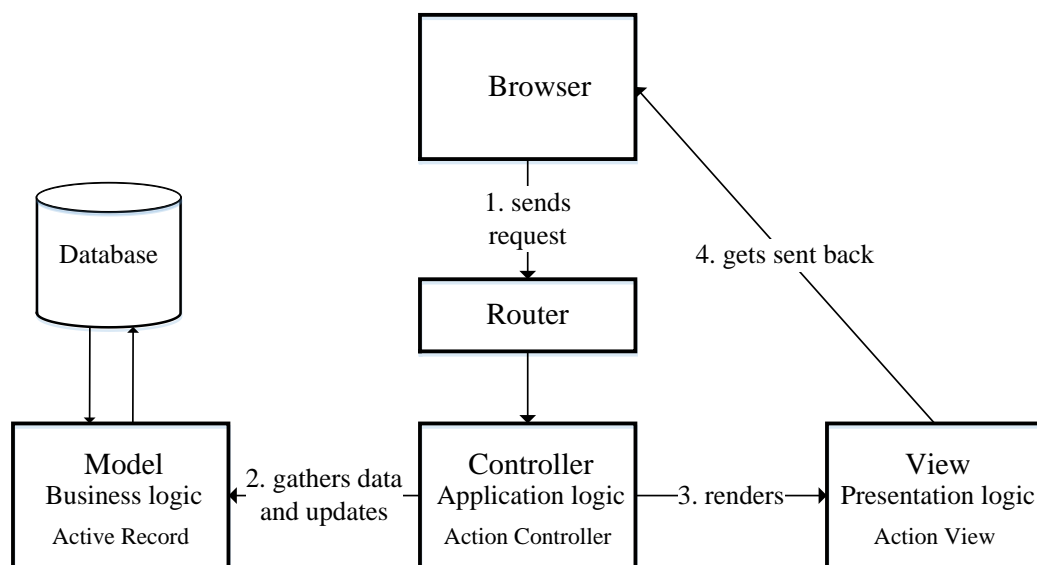 Browser
1. sends
request
Database
4. gets sent back
Router
Model
Business logic
Active Record
2. gathers data
and updates
Controller
Application logic
Action Controller
3. renders
View
Presentation logic
Action View